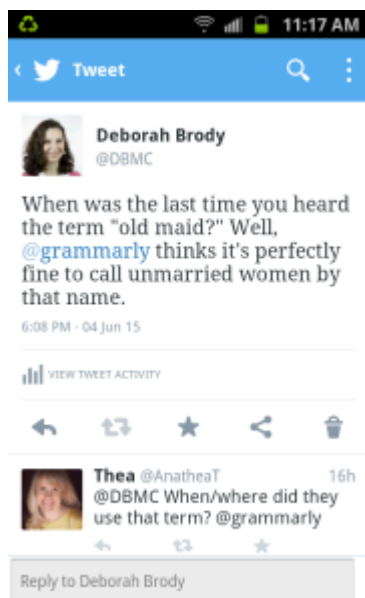 11:17 AM
Tweet
Deborah Brody
@DBMC
When was the last time you heard
the term "old maid?" Well,
@grammarly thinks it's perfectly
fine to call unmarried women by
that name.
6:08 PM · 04 Jun 15
VIEW TWEET ACTIVITY
Thea @AnatheaT 16h
@DBMC When/where did they
use that term? @grammarly
Reply to Deborah Brody